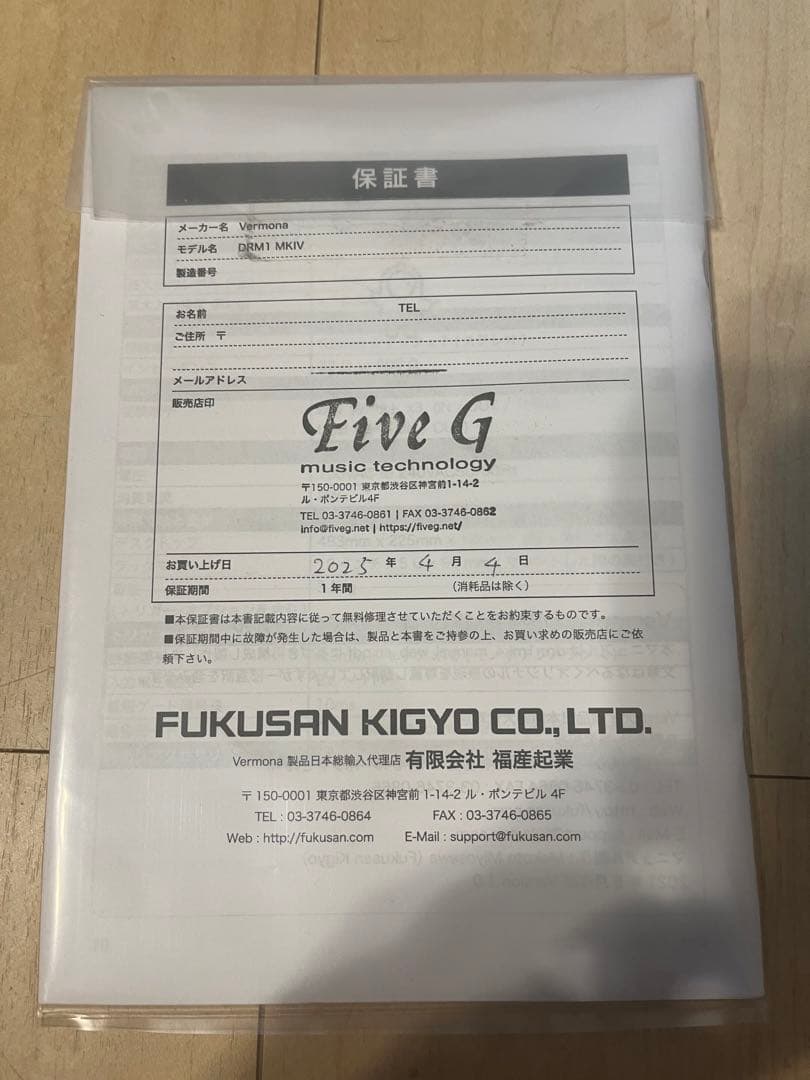 保証書
メーカー名 Vermona
モデル名 DRM1 MKIV
製造番号
お名前 TEL
ご住所 〒
メールアドレス
販売店印
Five G
music technology
〒150-0001 東京都渋谷区神宮前1-14-2
ル・ポンテビル4F
TEL 03-3746-0861 | FAX 03-3746-0862
info@fiveg.net | https://fiveg.net/
お買い上げ日 2025 年 4 月 4 日
保証期間 1年間 (消耗品は除く)
■本保証書は本書記載内容に従って無料修理させていただくことをお約束するものです。
■保証期間中に故障が発生した場合は、製品と本書をご持参の上、お買い求めの販売店にご依
頼下さい。
FUKUSAN KIGYO CO., LTD.
Vermona 製品日本総輸入代理店 有限会社 福産起業
〒150-0001 東京都渋谷区神宮前 1-14-2 ル・ポンテビル 4F
TEL : 03-3746-0864 FAX : 03-3746-0865
Web : http://fukusan.com E-Mail : support@fukusan.com